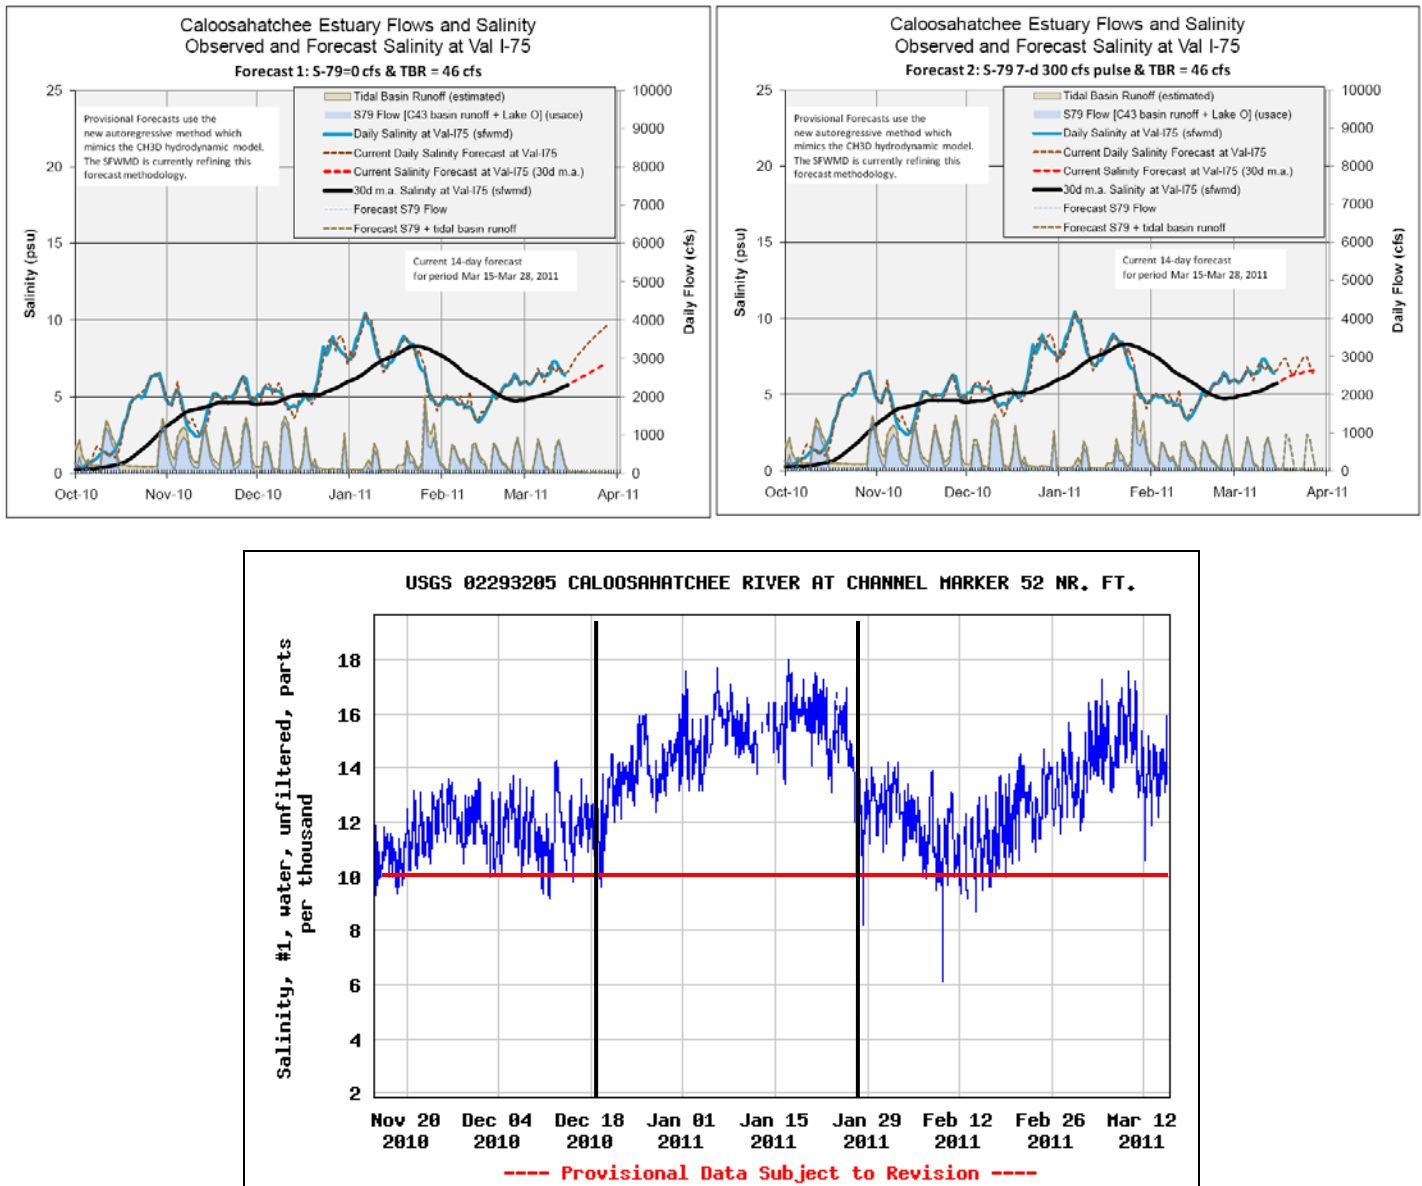 Caloosahatchee Estuary Flows and Salinity
Observed and Forecast Salinity at Val I-75
Forecast 1: S-79=0 cfs & TBR = 46 cfs
25
20
15
10
5
0
Salinity (psu)
10000
9000
8000
7000
6000
5000
4000
3000
2000
1000
0
Daily Flow (cfs)
Provisional Forecasts use the
new autoregressive method which
mimics the CH3D hydrodynamic model.
The SFWMD is currently refining this
forecast methodology.
Tidal Basin Runoff (estimated)
S79 Flow [C43 basin runoff + Lake O] (usace)
Daily Salinity at Val-I75 (sfwmd)
Current Daily Salinity Forecast at Val-I75
Current Salinity Forecast at Val-I75 (30d m.a.)
30d m.a. Salinity at Val-I75 (sfwmd)
Forecast S79 Flow
Forecast S79 + tidal basin runoff
Current 14-day forecast
for period Mar 15-Mar 28, 2011
Oct-10 Nov-10 Dec-10 Jan-11 Feb-11 Mar-11 Apr-11
Caloosahatchee Estuary Flows and Salinity
Observed and Forecast Salinity at Val I-75
Forecast 2: S-79 7-d 300 cfs pulse & TBR = 46 cfs
25
20
15
10
5
0
Salinity (psu)
10000
9000
8000
7000
6000
5000
4000
3000
2000
1000
0
Daily Flow (cfs)
Provisional Forecasts use the
new autoregressive method which
mimics the CH3D hydrodynamic model.
The SFWMD is currently refining this
forecast methodology.
Tidal Basin Runoff (estimated)
S79 Flow [C43 basin runoff + Lake O] (usace)
Daily Salinity at Val-I75 (sfwmd)
Current Daily Salinity Forecast at Val-I75
Current Salinity Forecast at Val-I75 (30d m.a.)
30d m.a. Salinity at Val-I75 (sfwmd)
Forecast S79 Flow
Forecast S79 + tidal basin runoff
Current 14-day forecast
for period Mar 15-Mar 28, 2011
Oct-10 Nov-10 Dec-10 Jan-11 Feb-11 Mar-11 Apr-11
USGS 02293205 CALOOSAHATCHEE RIVER AT CHANNEL MARKER 52 NR. FT.
Salinity, #1, water, unfiltered, parts
per thousand
18
16
14
12
10
8
6
4
2
Nov 20 Dec 04 Dec 18 Jan 01 Jan 15 Jan 29 Feb 12 Feb 26 Mar 12
2010 2010 2010 2011 2011 2011 2011 2011 2011
---- Provisional Data Subject to Revision ----